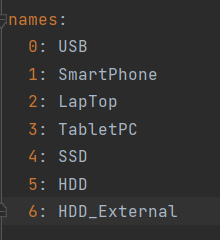 names:
  0: USB
  1: SmartPhone
  2: LapTop
  3: TabletPC
  4: SSD
  5: HDD
  6: HDD_External